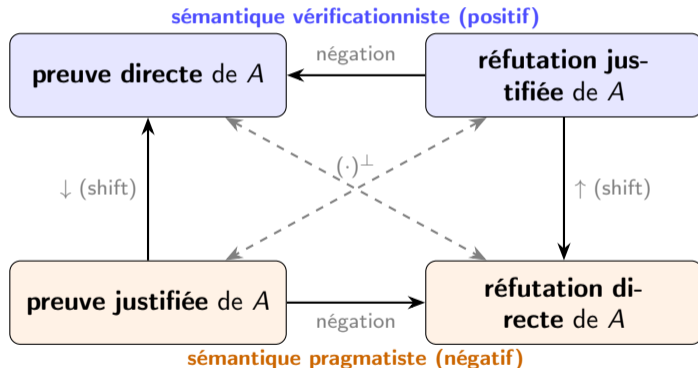 sémantique vérificationniste (positif)
preuve directe de A
négation
réfutation jus-
tifiée de A
↓ (shift)
(·)⊥
↑ (shift)
preuve justifiée de A
négation
réfutation di-
recte de A
sémantique pragmatiste (négatif)